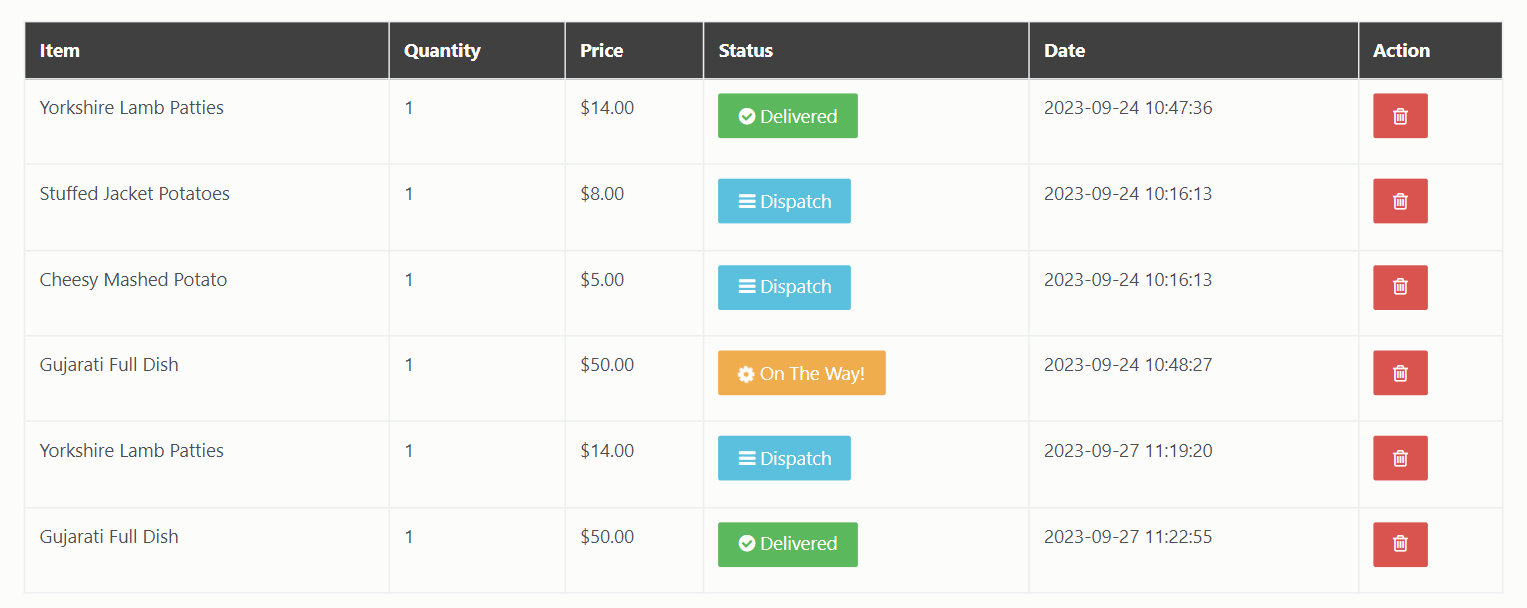 Item Quantity Price Status Date Action
Yorkshire Lamb Patties 1 $14.00 Delivered 2023-09-24 10:47:36
Stuffed Jacket Potatoes 1 $8.00 Dispatch 2023-09-24 10:16:13
Cheesy Mashed Potato 1 $5.00 Dispatch 2023-09-24 10:16:13
Gujarati Full Dish 1 $50.00 On The Way! 2023-09-24 10:48:27
Yorkshire Lamb Patties 1 $14.00 Dispatch 2023-09-27 11:19:20
Gujarati Full Dish 1 $50.00 Delivered 2023-09-27 11:22:55